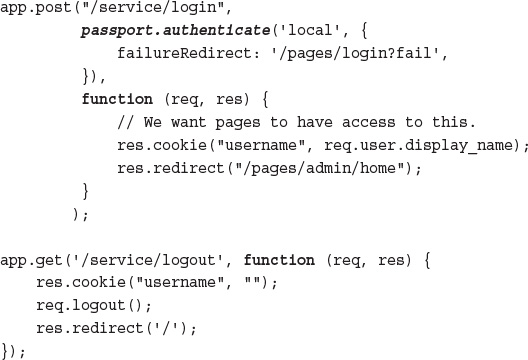 app.post("/service/login",
         passport.authenticate('local', {
             failureRedirect: '/pages/login?fail',
         }),
         function (req, res) {
             // We want pages to have access to this.
             res.cookie("username", req.user.display_name);
             res.redirect("/pages/admin/home");
         }
        );

app.get('/service/logout', function (req, res) {
    res.cookie("username", "");
    req.logout();
    res.redirect('/');
});